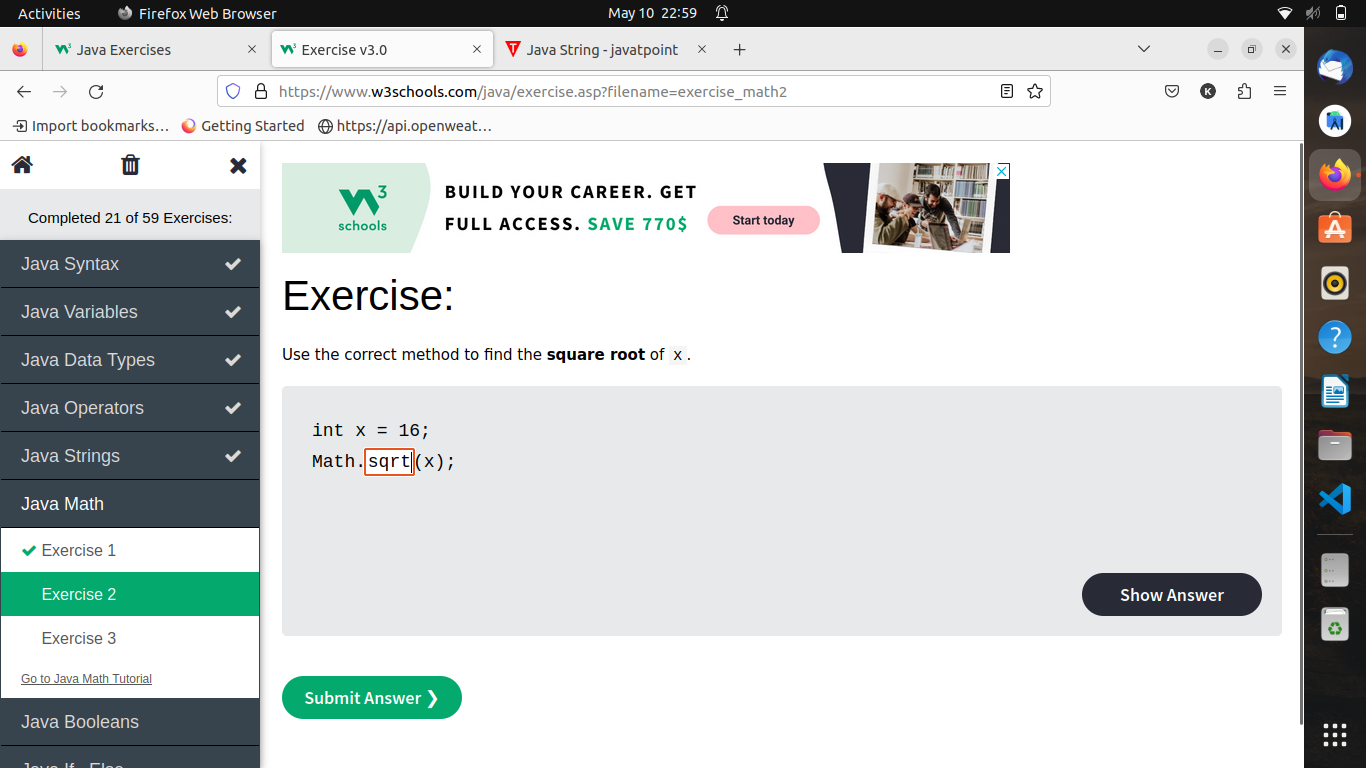 Activities
Firefox Web Browser
May 10 22:59
Java Exercises
Exercise v3.0
Java String - javatpoint
https://www.w3schools.com/java/exercise.asp?filename=exercise_math2
K
Import bookmarks…
Getting Started
https://api.openweat…
Completed 21 of 59 Exercises:
Java Syntax
Java Variables
Java Data Types
Java Operators
Java Strings
Java Math
Exercise 1
Exercise 2
Exercise 3
Go to Java Math Tutorial
Java Booleans
Java If...Else
W3
schools
BUILD YOUR CAREER. GET
FULL ACCESS. SAVE 770$
Start today
Exercise:
Use the correct method to find the square root of x.
int x = 16;
Math.sqrt(x);
Show Answer
Submit Answer ❯